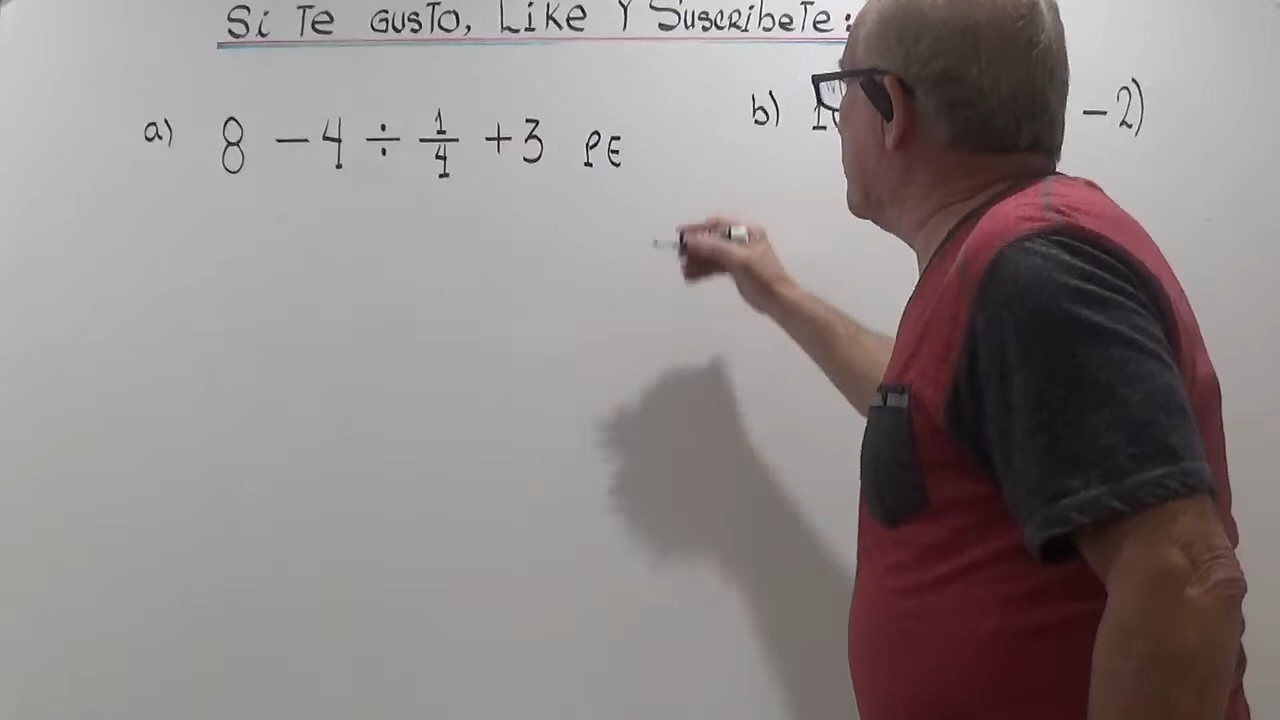 Si Te GUSTO, Like Y Suscribete:
a) 8 - 4 ÷ 1/4 + 3 PE
b) - 2)